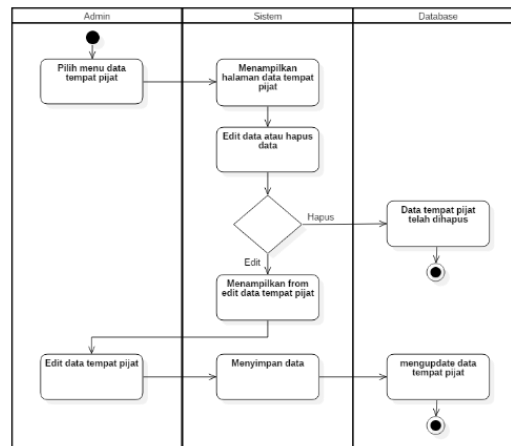 Admin
Sistem
Database
Pilih menu data
tempat pijat
Menampilkan
halaman data tempat
pijat
Edit data atau hapus
data
Hapus
Data tempat pijat
telah dihapus
Edit
Menampilkan from
edit data tempat pijat
Edit data tempat pijat
Menyimpan data
mengupdate data
tempat pijat